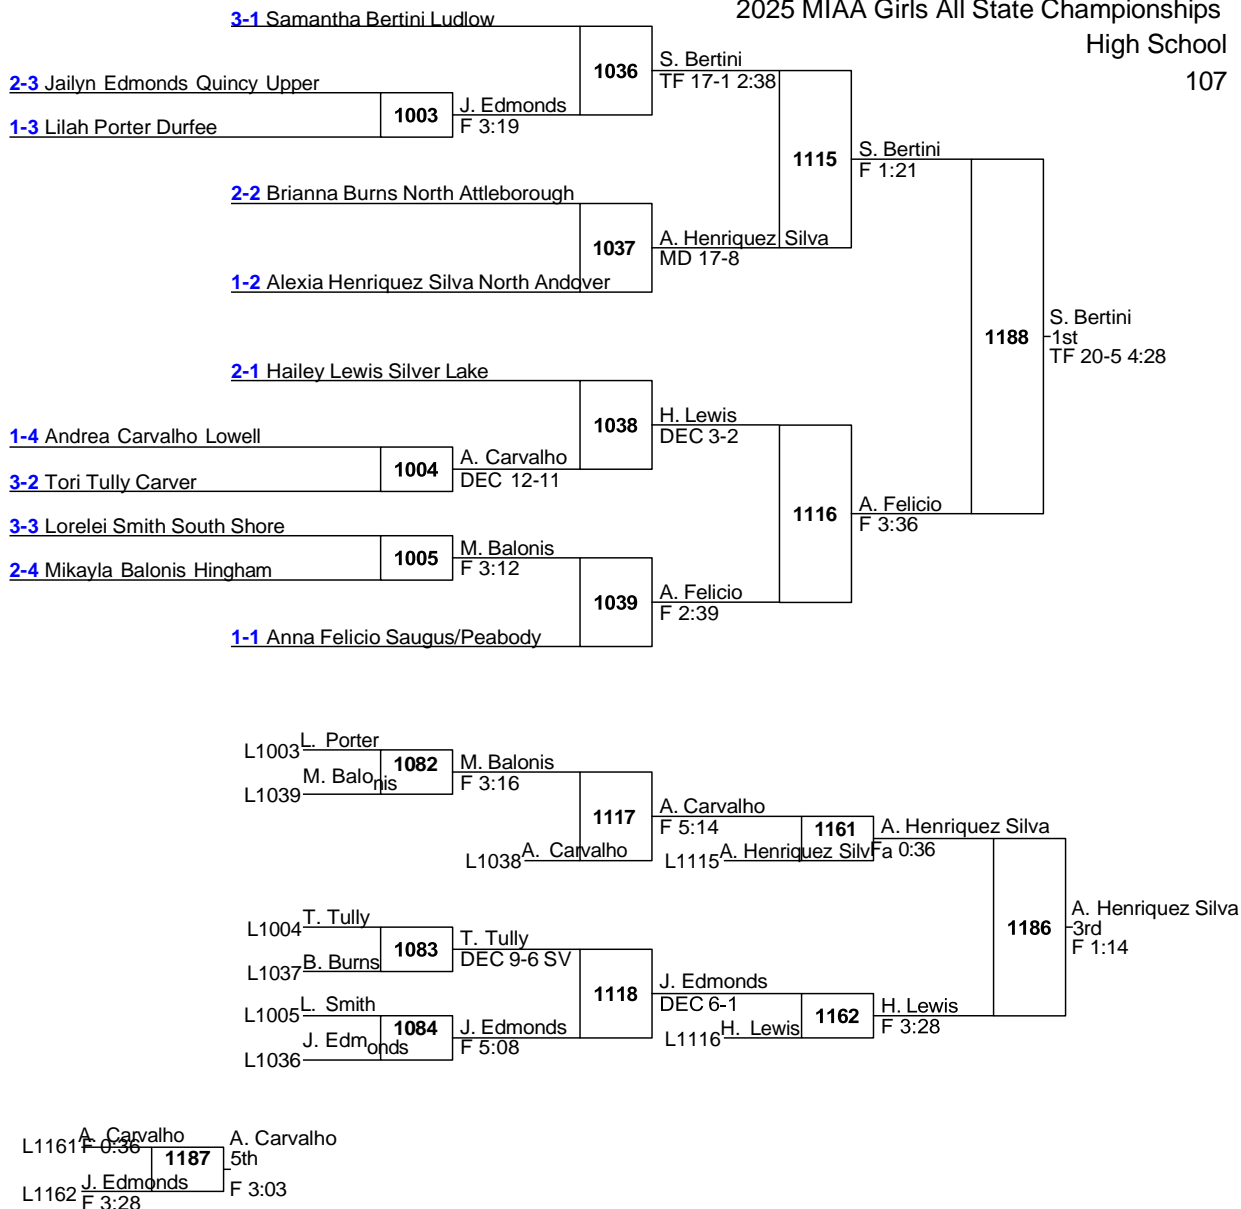 2025 MIAA Girls All State Championships
High School
107
3-1 Samantha Bertini Ludlow
1036
S. Bertini
TF 17-1 2:38
2-3 Jailyn Edmonds Quincy Upper
1003
J. Edmonds
F 3:19
1-3 Lilah Porter Durfee
1115
S. Bertini
F 1:21
2-2 Brianna Burns North Attleborough
1037
A. Henriquez Silva
MD 17-8
1-2 Alexia Henriquez Silva North Andover
1188
S. Bertini
1st
TF 20-5 4:28
2-1 Hailey Lewis Silver Lake
1038
H. Lewis
DEC 3-2
1-4 Andrea Carvalho Lowell
1004
A. Carvalho
DEC 12-11
3-2 Tori Tully Carver
1116
A. Felicio
F 3:36
3-3 Lorelei Smith South Shore
1005
M. Balonis
F 3:12
2-4 Mikayla Balonis Hingham
1039
A. Felicio
F 2:39
1-1 Anna Felicio Saugus/Peabody
L1003 L. Porter
1082
M. Balonis
F 3:16
L1039 M. Balonis
1117
A. Carvalho
F 5:14
L1038 A. Carvalho
1161
A. Henriquez Silva
F 0:36
L1115 A. Henriquez Silva
L1004 T. Tully
1083
T. Tully
DEC 9-6 SV
L1037 B. Burns
1186
A. Henriquez Silva
3rd
F 1:14
1118
J. Edmonds
DEC 6-1
L1005 L. Smith
1084
J. Edmonds
F 5:08
L1036 J. Edmonds
1162
H. Lewis
F 3:28
L1116 H. Lewis
L1161 A. Carvalho
F 0:36
1187
A. Carvalho
5th
F 3:03
L1162 J. Edmonds
F 3:28